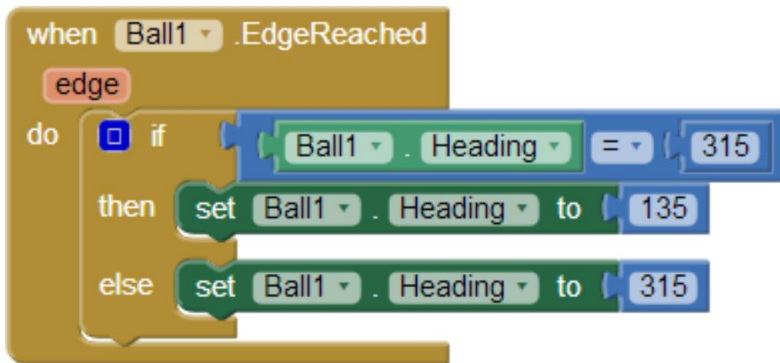 when Ball1 .EdgeReached
edge
do if Ball1 . Heading = 315
then set Ball1 . Heading to 135
else set Ball1 . Heading to 315